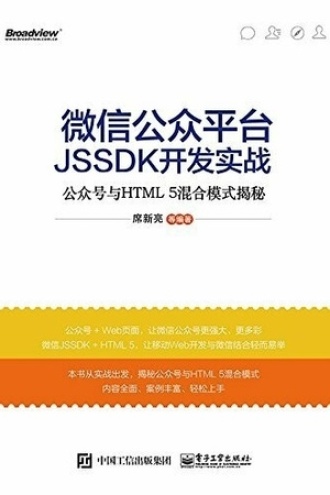 Broadview
www.broadview.com.cn
微信公众平台
JSSDK开发实战
公众号与HTML 5混合模式揭秘
席新亮 等编著
公众号 + Web页面，让微信公众号更强大、更多彩
微信JSSDK + HTML 5，让移动Web开发与微信结合轻而易举
本书从实战出发，揭秘公众号与HTML 5混合模式
内容全面、案例丰富、轻松上手
中国工信出版集团
电子工业出版社